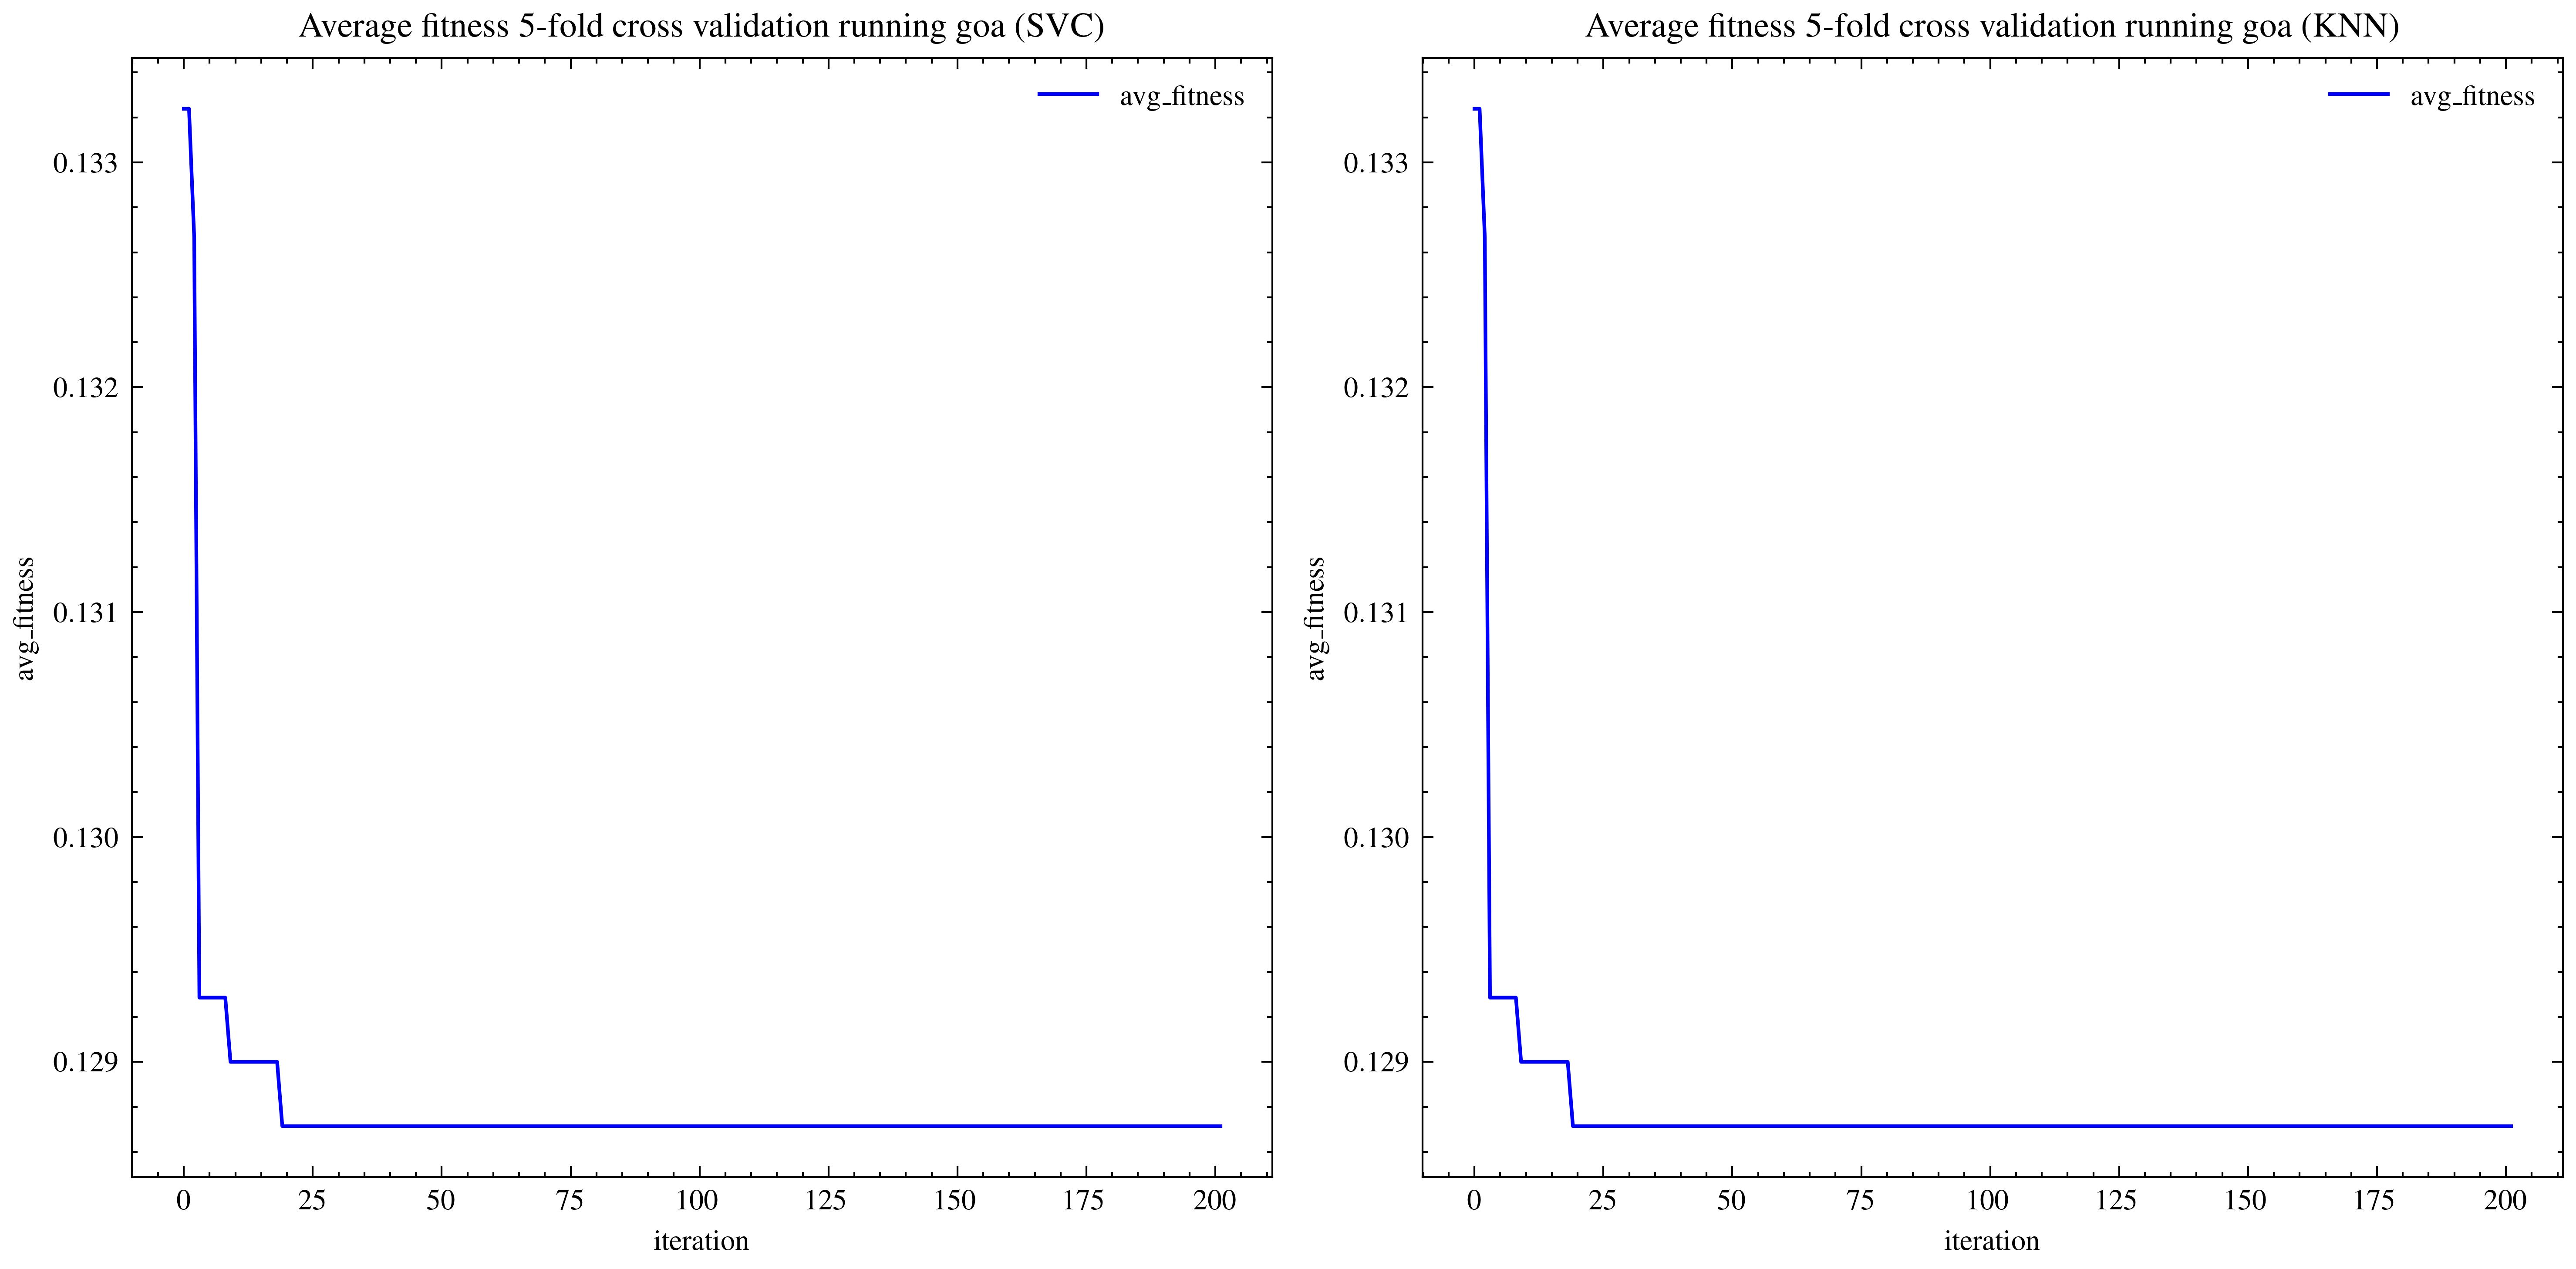 Average fitness 5-fold cross validation running goa (SVC)
avg_fitness
0.133
0.132
0.131
0.130
0.129
avg_fitness
0 25 50 75 100 125 150 175 200
iteration
Average fitness 5-fold cross validation running goa (KNN)
avg_fitness
0.133
0.132
0.131
0.130
0.129
avg_fitness
0 25 50 75 100 125 150 175 200
iteration